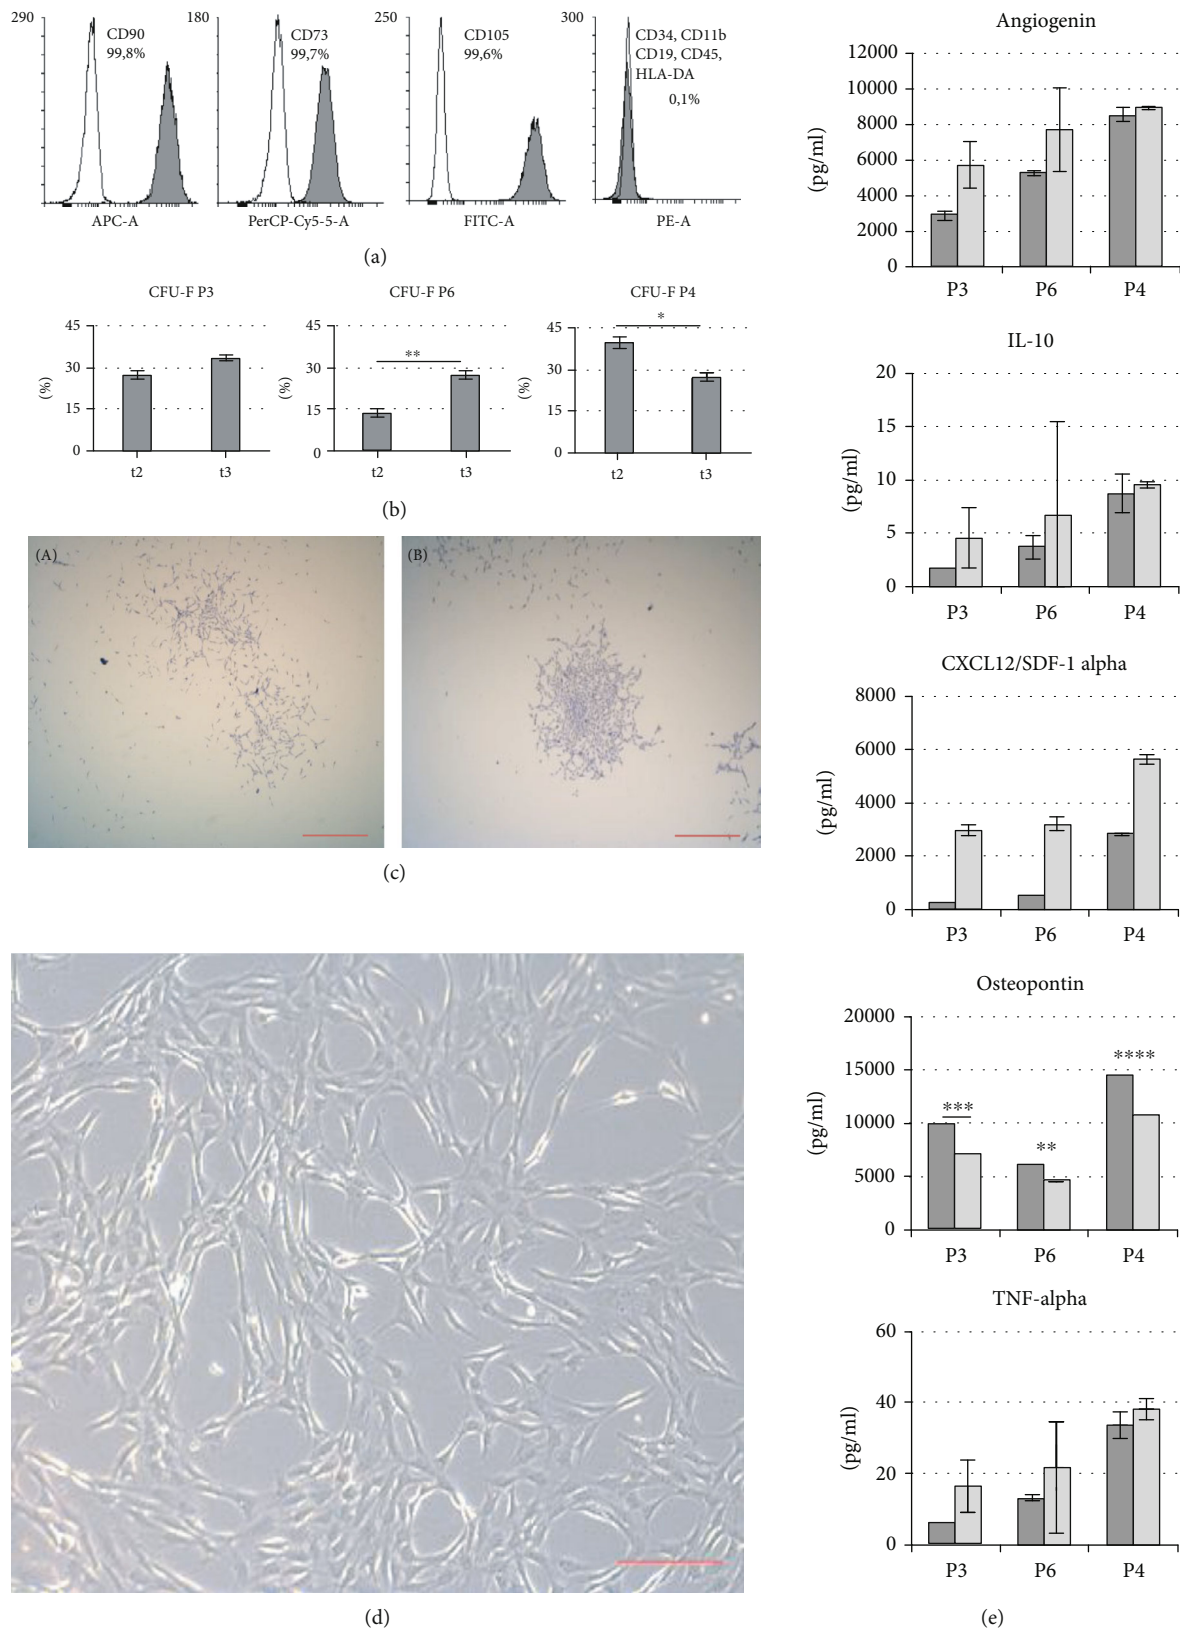 290
CD90
99,8%
APC-A
180
CD73
99,7%
PerCP-Cy5-5-A
250
CD105
99,6%
FITC-A
300
CD34, CD11b
CD19, CD45,
HLA-DA
0,1%
PE-A
(a)
CFU-F P3
45
30
15
0
(%)
t2 t3
CFU-F P6
45
30
15
0
(%)
**
t2 t3
CFU-F P4
45
30
15
0
(%)
*
t2 t3
(b)
(A)
(B)
(c)
(d)
Angiogenin
12000
10000
8000
6000
4000
2000
0
(pg/ml)
P3 P6 P4
IL-10
20
15
10
5
0
(pg/ml)
P3 P6 P4
CXCL12/SDF-1 alpha
8000
6000
4000
2000
0
(pg/ml)
P3 P6 P4
Osteopontin
20000
15000
10000
5000
0
(pg/ml)
***
**
****
P3 P6 P4
TNF-alpha
60
40
20
0
(pg/ml)
P3 P6 P4
(e)